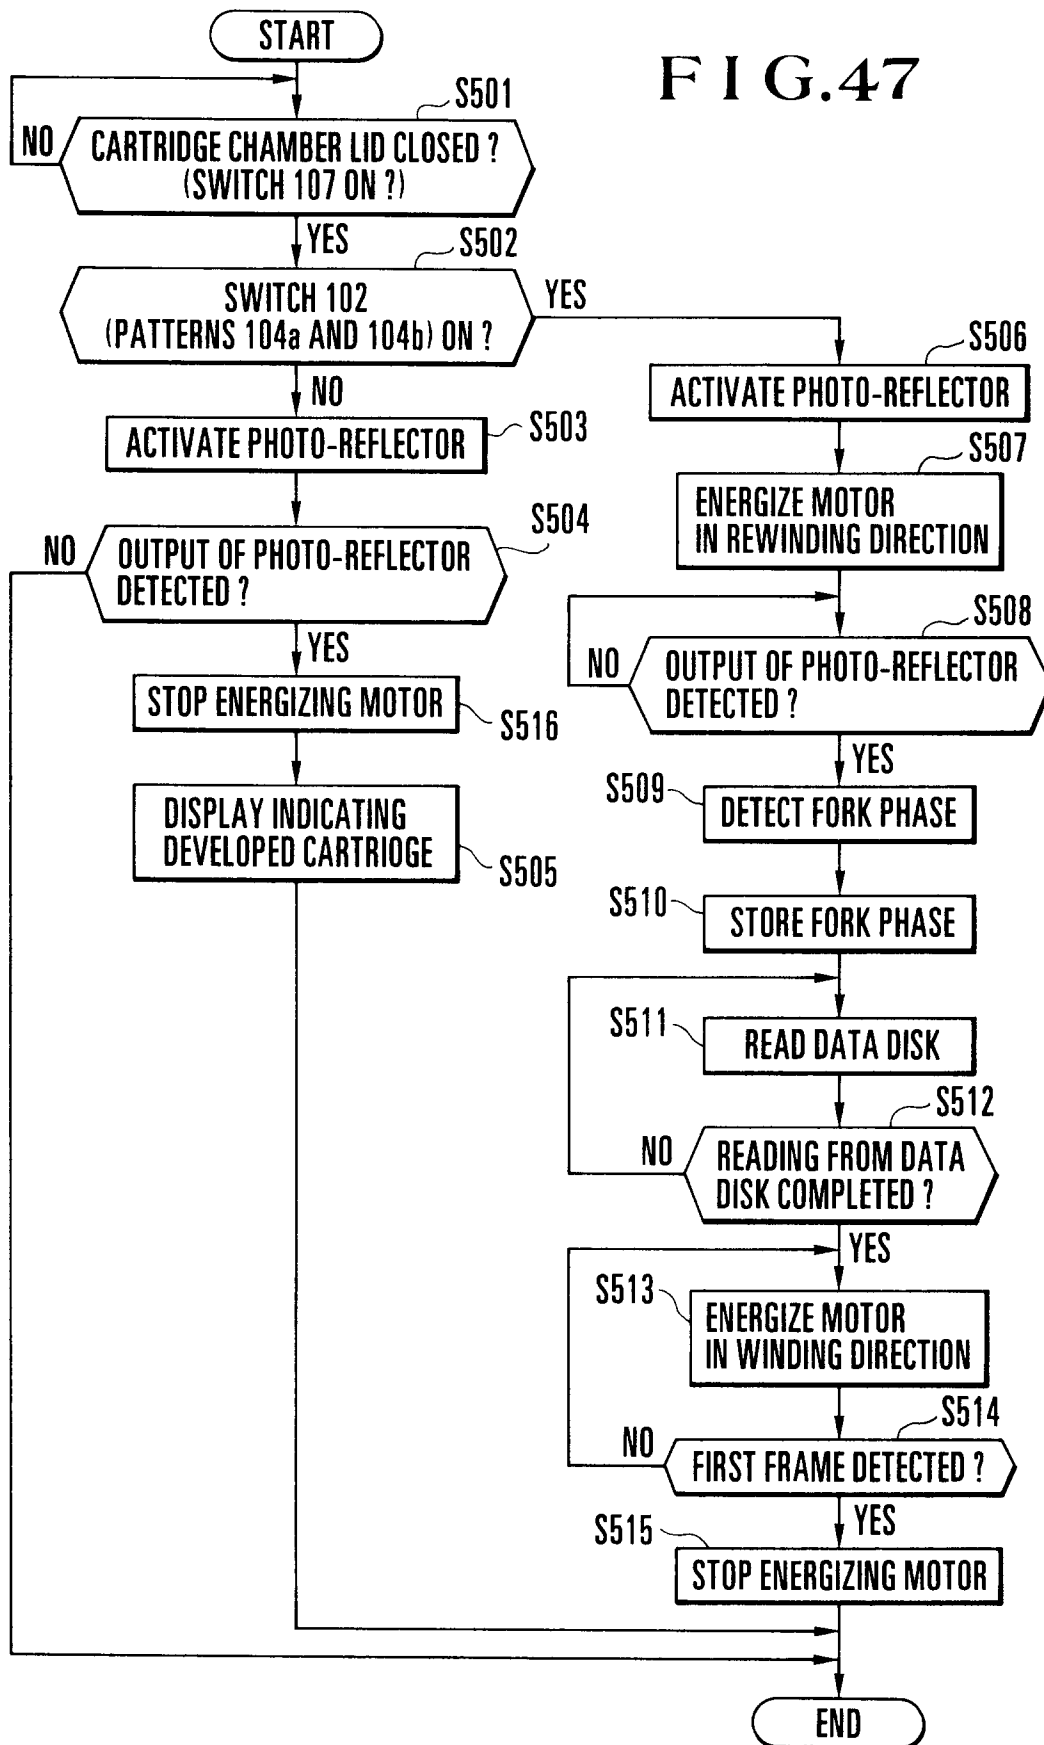 START
FIG.47
S501
NO
CARTRIDGE CHAMBER LID CLOSED ?
(SWITCH 107 ON ?)
YES
S502
SWITCH 102
(PATTERNS 104a AND 104b) ON ?
YES
NO
S506
ACTIVATE PHOTO-REFLECTOR
S503
ACTIVATE PHOTO-REFLECTOR
S507
ENERGIZE MOTOR
IN REWINDING DIRECTION
S504
NO
OUTPUT OF PHOTO-REFLECTOR
DETECTED ?
YES
S508
NO
OUTPUT OF PHOTO-REFLECTOR
DETECTED ?
YES
STOP ENERGIZING MOTOR
S516
DISPLAY INDICATING
DEVELOPED CARTRIOGE
S505
S509
DETECT FORK PHASE
S510
STORE FORK PHASE
S511
READ DATA DISK
S512
NO
READING FROM DATA
DISK COMPLETED ?
YES
S513
ENERGIZE MOTOR
IN WINDING DIRECTION
S514
NO
FIRST FRAME DETECTED ?
YES
S515
STOP ENERGIZING MOTOR
END